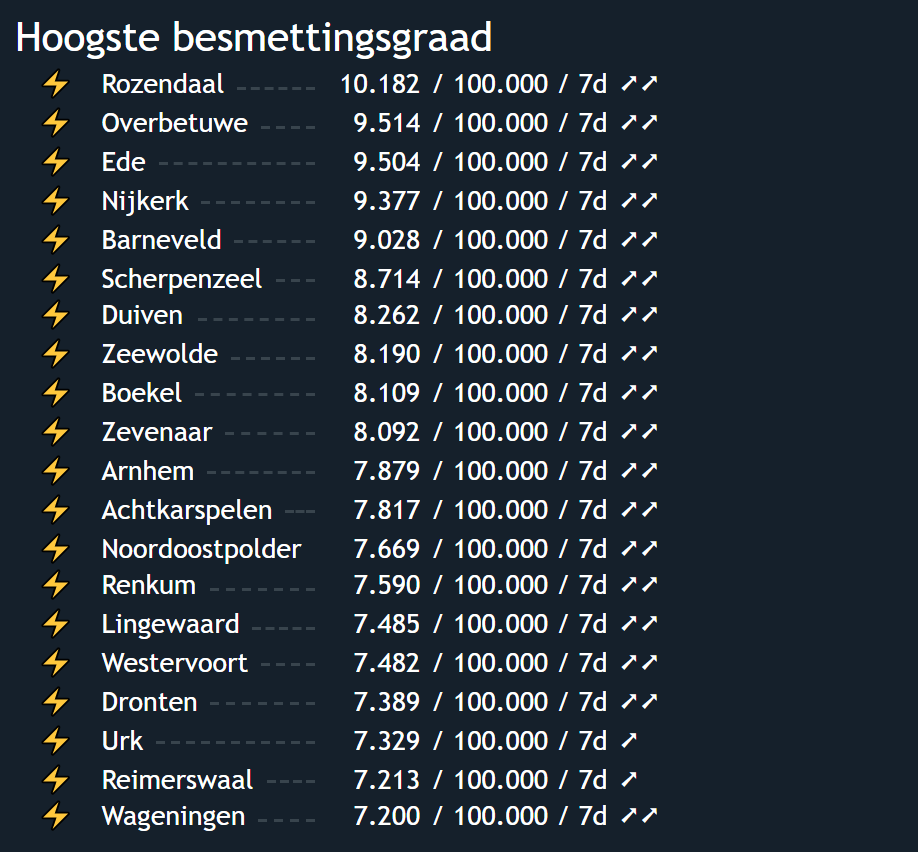 Hoogste besmettingsgraad
⚡ Rozendaal ------ 10.182 / 100.000 / 7d ➚➚
⚡ Overbetuwe ---- 9.514 / 100.000 / 7d ➚➚
⚡ Ede ------------ 9.504 / 100.000 / 7d ➚➚
⚡ Nijkerk --------- 9.377 / 100.000 / 7d ➚➚
⚡ Barneveld ------ 9.028 / 100.000 / 7d ➚➚
⚡ Scherpenzeel --- 8.714 / 100.000 / 7d ➚➚
⚡ Duiven --------- 8.262 / 100.000 / 7d ➚➚
⚡ Zeewolde ------ 8.190 / 100.000 / 7d ➚➚
⚡ Boekel --------- 8.109 / 100.000 / 7d ➚➚
⚡ Zevenaar ------- 8.092 / 100.000 / 7d ➚➚
⚡ Arnhem -------- 7.879 / 100.000 / 7d ➚➚
⚡ Achtkarspelen --- 7.817 / 100.000 / 7d ➚➚
⚡ Noordoostpolder 7.669 / 100.000 / 7d ➚➚
⚡ Renkum -------- 7.590 / 100.000 / 7d ➚➚
⚡ Lingewaard ----- 7.485 / 100.000 / 7d ➚➚
⚡ Westervoort ---- 7.482 / 100.000 / 7d ➚➚
⚡ Dronten -------- 7.389 / 100.000 / 7d ➚➚
⚡ Urk ------------ 7.329 / 100.000 / 7d ➚
⚡ Reimerswaal ---- 7.213 / 100.000 / 7d ➚
⚡ Wageningen ---- 7.200 / 100.000 / 7d ➚➚